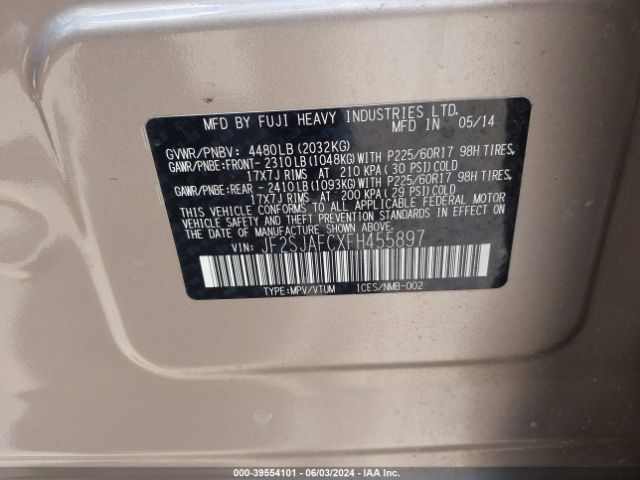 MFD BY FUJI HEAVY INDUSTRIES LTD.
MFD IN 05/14
GVWR/PNBV: 4480LB(2032KG)
GAWR/PNBE:FRONT- 2310LB(1048KG)WITH P225/60R17 98H TIRES,
17X7J RIMS AT 210 KPA(30 PSI)COLD
GAWR/PNBE:REAR - 2410LB(1093KG)WITH P225/60R17 98H TIRES,
17X7J RIMS AT 200 KPA(29 PSI)COLD
THIS VEHICLE CONFORMS TO ALL APPLICABLE FEDERAL MOTOR
VEHICLE SAFETY AND THEFT PREVENTION STANDARDS IN EFFECT ON
THE DATE OF MANUFACTURE SHOWN ABOVE.
VIN: JF2SJAFCXFH455897
TYPE:MPV/VTUM ICES/NMB-002
000-39554101 - 06/03/2024 - IAA Inc.